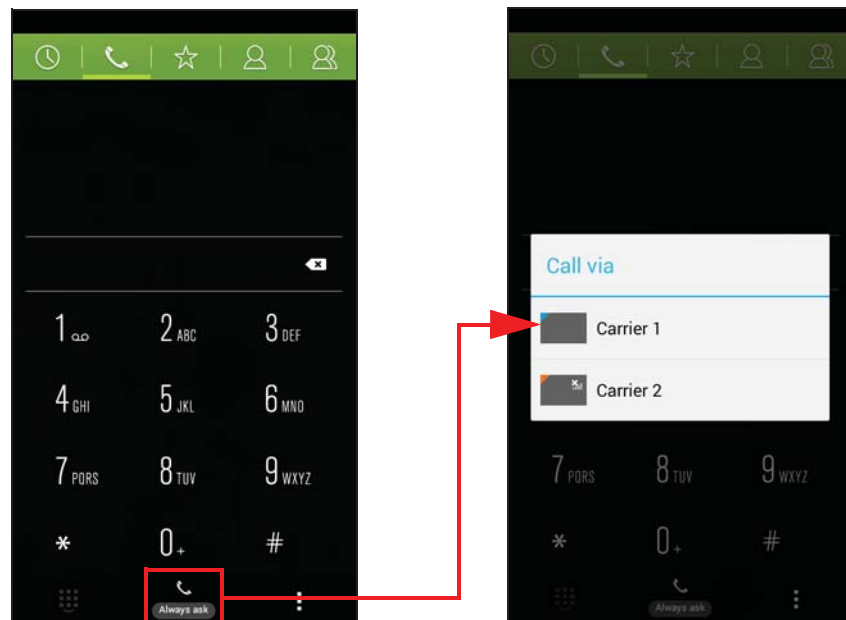 1
2 ABC
3 DEF
4 GHI
5 JKL
6 MNO
7 PQRS
8 TUV
9 WXYZ
*
0 +
#
Always ask
Call via
Carrier 1
Carrier 2
7 PQRS
8 TUV
9 WXYZ
*
0 +
#
Always ask